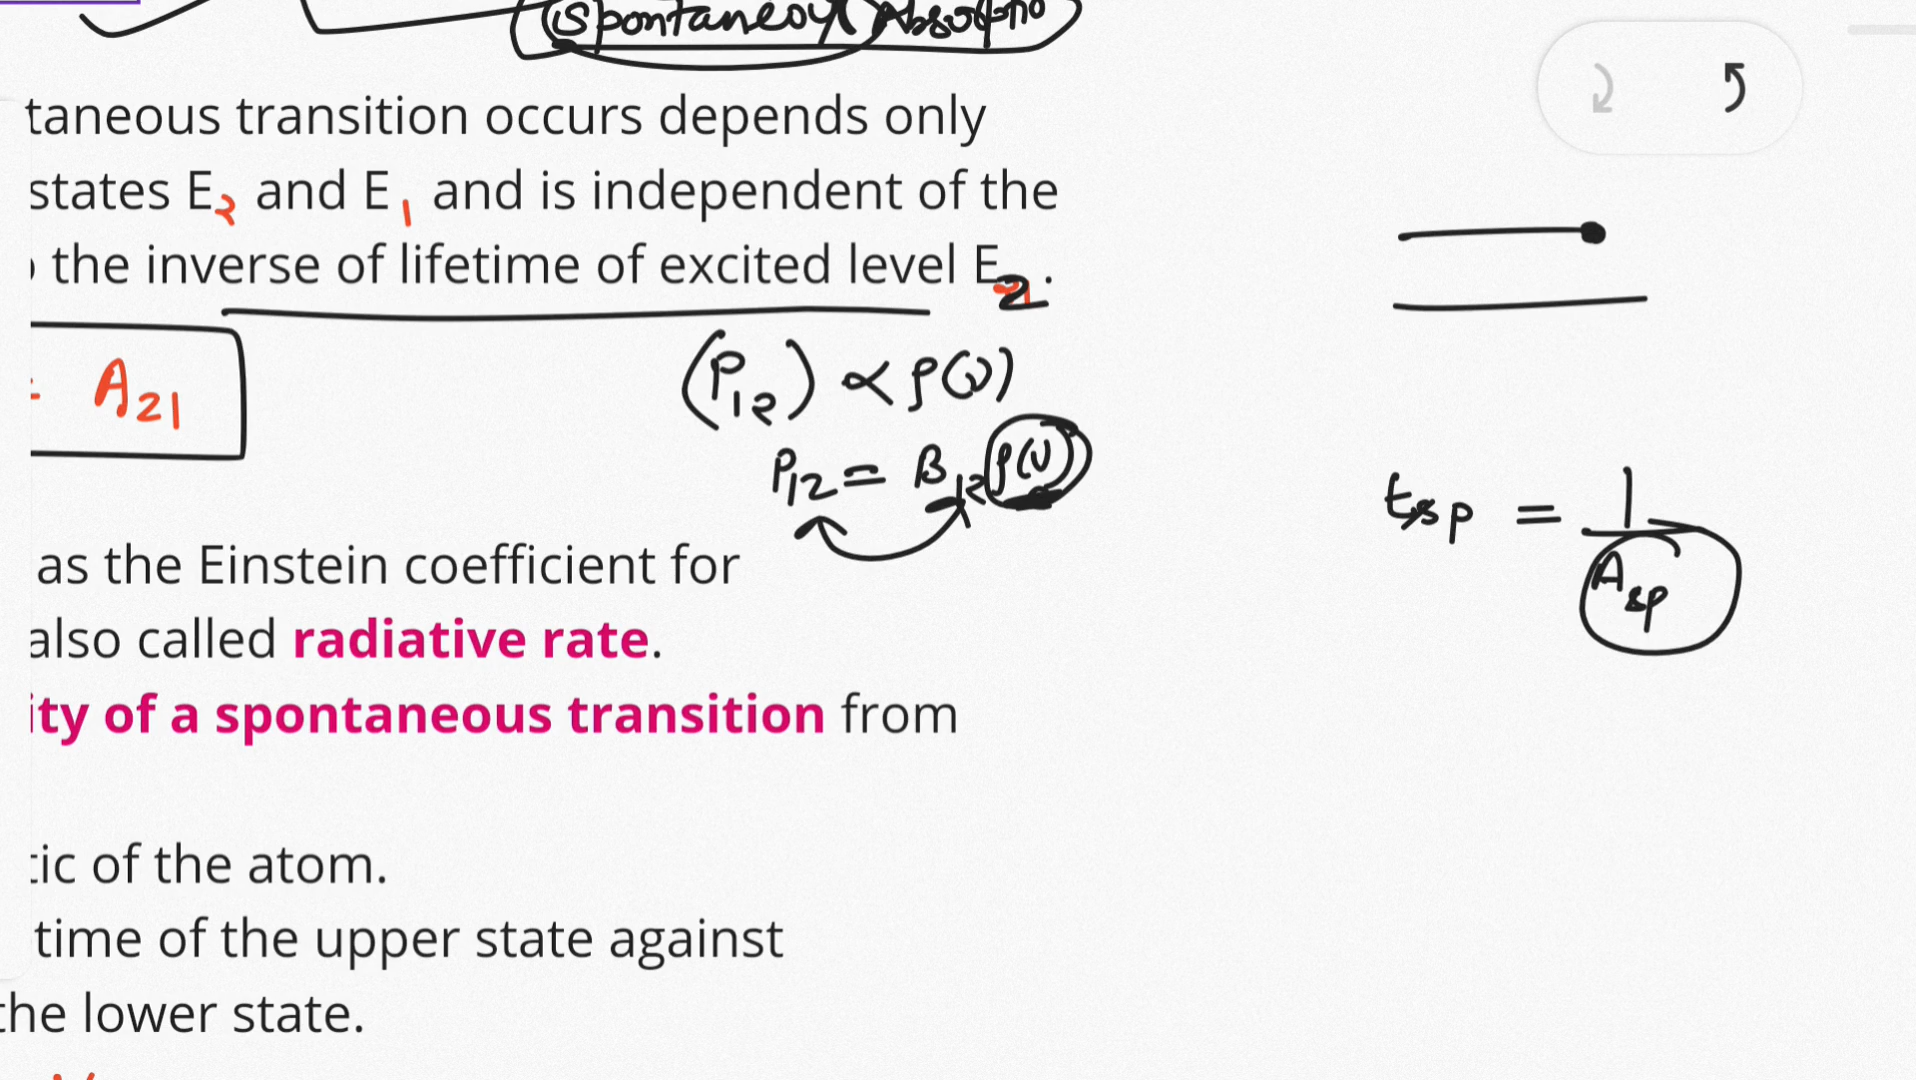 Spontaneous Absorptio
taneous transition occurs depends only
states E2 and E1 and is independent of the
the inverse of lifetime of excited level E2.
= A21
(P12) ∝ ρ(ν)
P12 = B12 ρ(ν)
tsp = 1/Asp
as the Einstein coefficient for
also called radiative rate.
ity of a spontaneous transition from
tic of the atom.
time of the upper state against
the lower state.